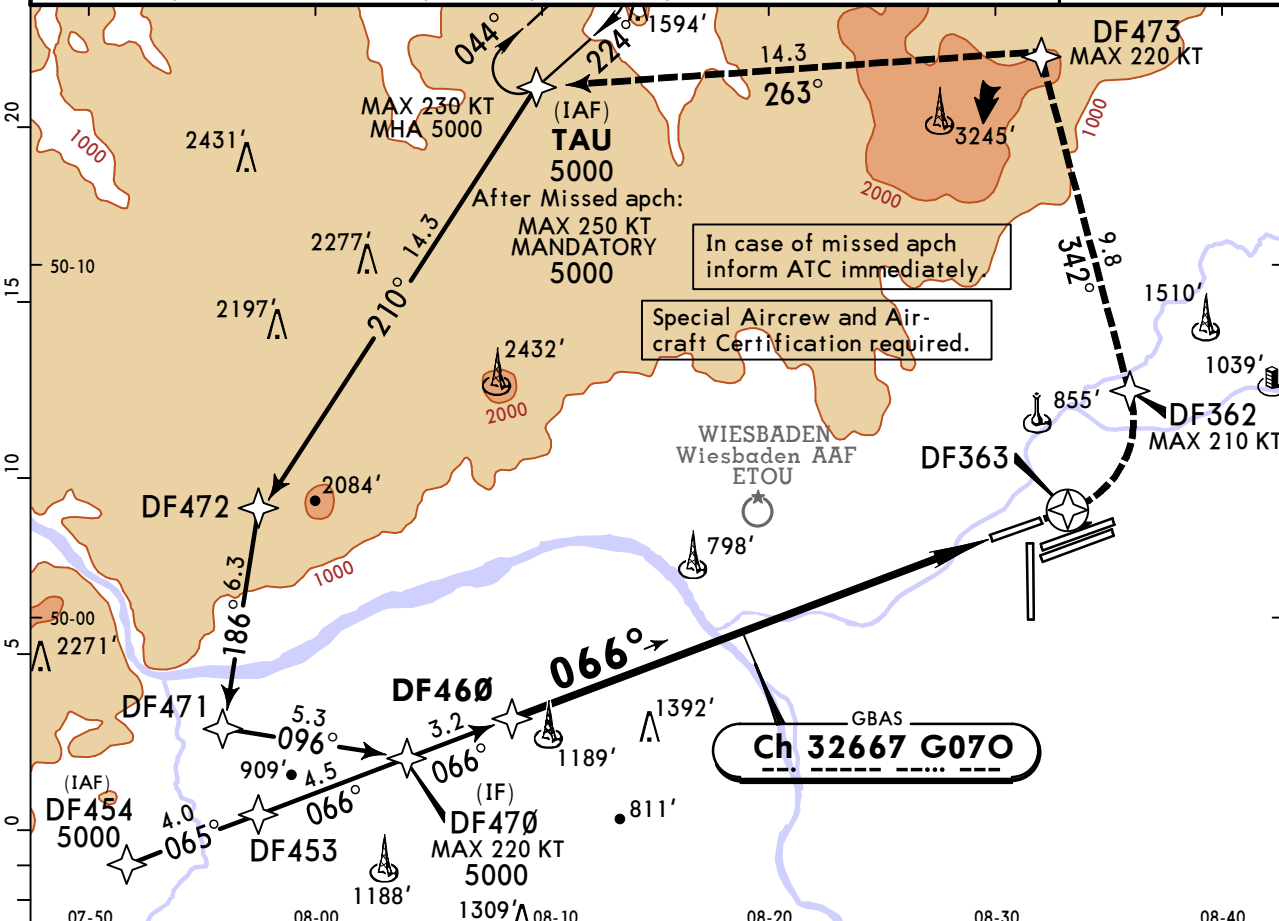 1594'
044°
224°
14.3
263°
DF473
MAX 220 KT
MAX 230 KT
MHA 5000
(IAF)
TAU
5000
After Missed apch:
MAX 250 KT
MANDATORY
5000
20
1000
2431'
3245'
1000
2000
2277'
14.3
210°
In case of missed apch
inform ATC immediately.
9.8
342°
50-10
15
2197'
Special Aircrew and Air-
craft Certification required.
1510'
1039'
2432'
2000
855'
DF362
MAX 210 KT
WIESBADEN
Wiesbaden AAF
ETOU
DF363
10
DF472
2084'
798'
1000
6.3
186°
50-00
5
2271'
066°
DF460
DF471
5.3
096°
3.2
066°
1392'
1189'
GBAS
Ch 32667 G07O
909'
4.5
066°
(IAF)
DF454
5000
4.0
065°
DF453
(IF)
DF470
MAX 220 KT
5000
811'
0
1188'
1309'
07-50
08-00
08-10
08-20
08-30
08-40